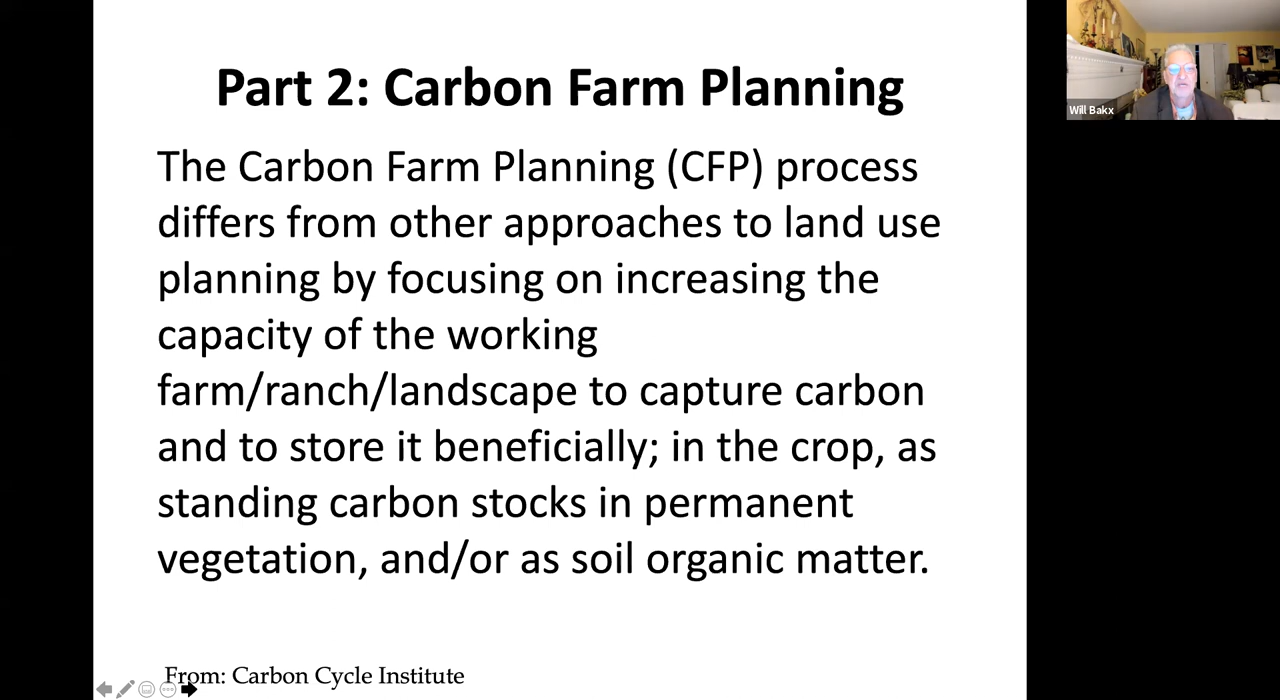 Part 2: Carbon Farm Planning
The Carbon Farm Planning (CFP) process
differs from other approaches to land use
planning by focusing on increasing the
capacity of the working
farm/ranch/landscape to capture carbon
and to store it beneficially; in the crop, as
standing carbon stocks in permanent
vegetation, and/or as soil organic matter.
From: Carbon Cycle Institute
Will Bakx